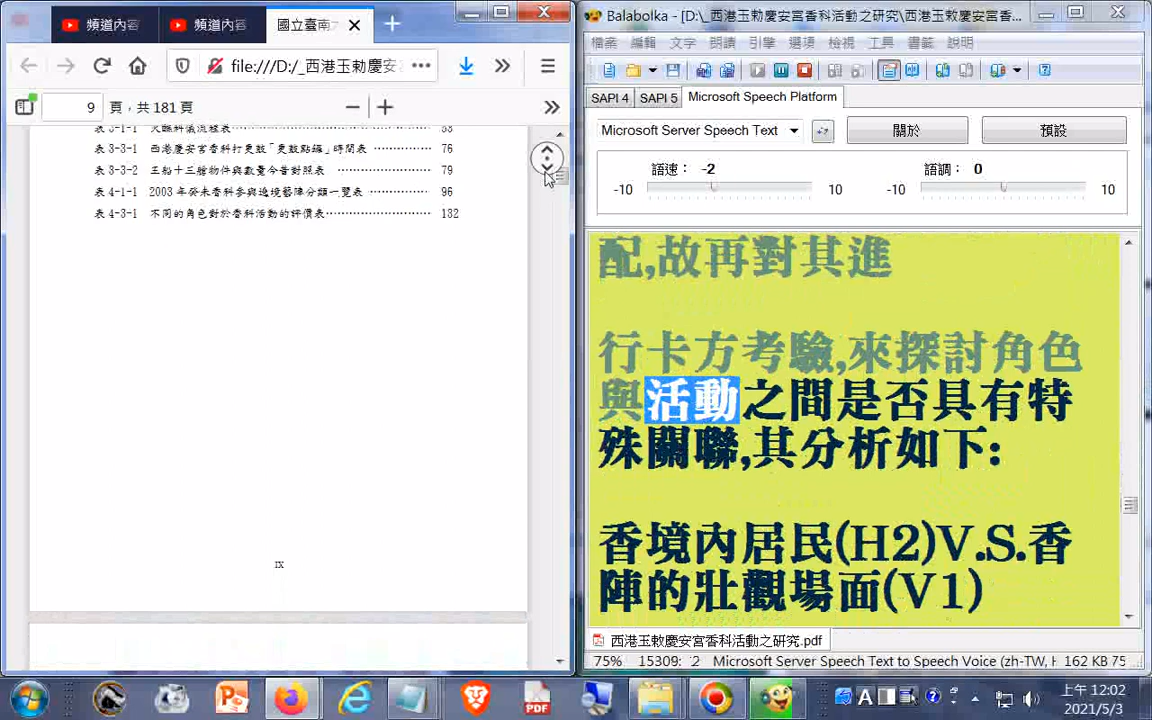 頻道內容
頻道內容
國立臺南
file:///D:/_西港玉勅慶安
9 頁，共 181 頁
表 3-3-1 西港慶安宮香科打更鼓「更鼓點編」時間表 76
表 3-3-2 王船十三艙物件與數量今昔對照表 79
表 4-1-1 2003 年癸未香科參與遶境藝陣分類一覽表 96
表 4-3-1 不同的角色對於香科活動的評價表 132
ix
Balabolka - [D:\_西港玉敕慶安宮香科活動之研究\西港玉敕慶安宮香...
檔案 編輯 文字 朗讀 引擎 選項 檢視 工具 書籤 說明
SAPI 4 SAPI 5 Microsoft Speech Platform
Microsoft Server Speech Text 關於 預設
語速： -2 語調： 0
-10 10 -10 10
配,故再對其進
行卡方考驗,來探討角色
與活動之間是否具有特
殊關聯,其分析如下:
香境內居民(H2)V.S.香
陣的壯觀場面(V1)
西港玉敕慶安宮香科活動之研究.pdf
75% 15309: Microsoft Server Speech Text to Speech Voice (zh-TW, 162 KB 75
PDF
上午 12:02
2021/5/3